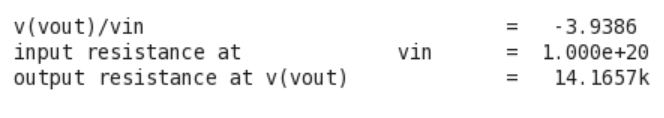 v(vout)/vin = -3.9386
input resistance at vin = 1.000e+20
output resistance at v(vout) = 14.1657k